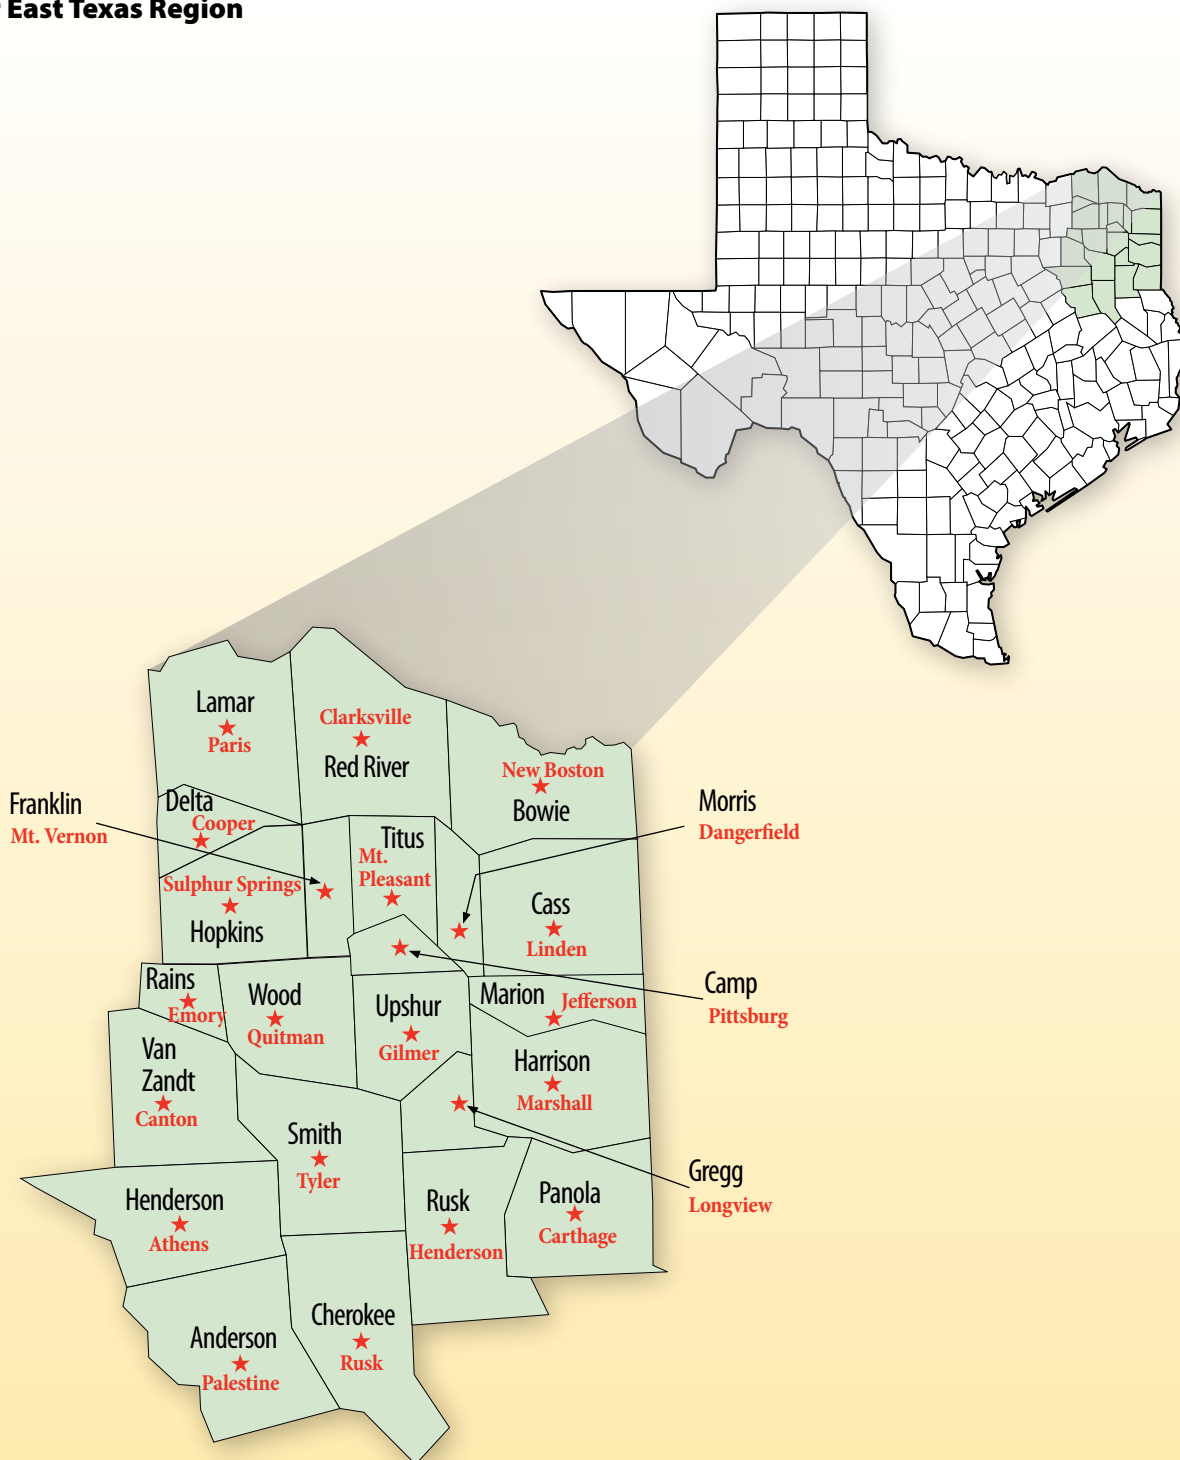 East Texas Region
Lamar
Paris
Clarksville
Red River
New Boston
Bowie
Franklin
Mt. Vernon
Delta
Cooper
Morris
Dangerfield
Titus
Mt.
Pleasant
Sulphur Springs
Hopkins
Cass
Linden
Camp
Pittsburg
Rains
Emory
Wood
Quitman
Upshur
Gilmer
Marion
Jefferson
Van
Zandt
Canton
Harrison
Marshall
Smith
Tyler
Gregg
Longview
Henderson
Athens
Rusk
Henderson
Panola
Carthage
Anderson
Palestine
Cherokee
Rusk